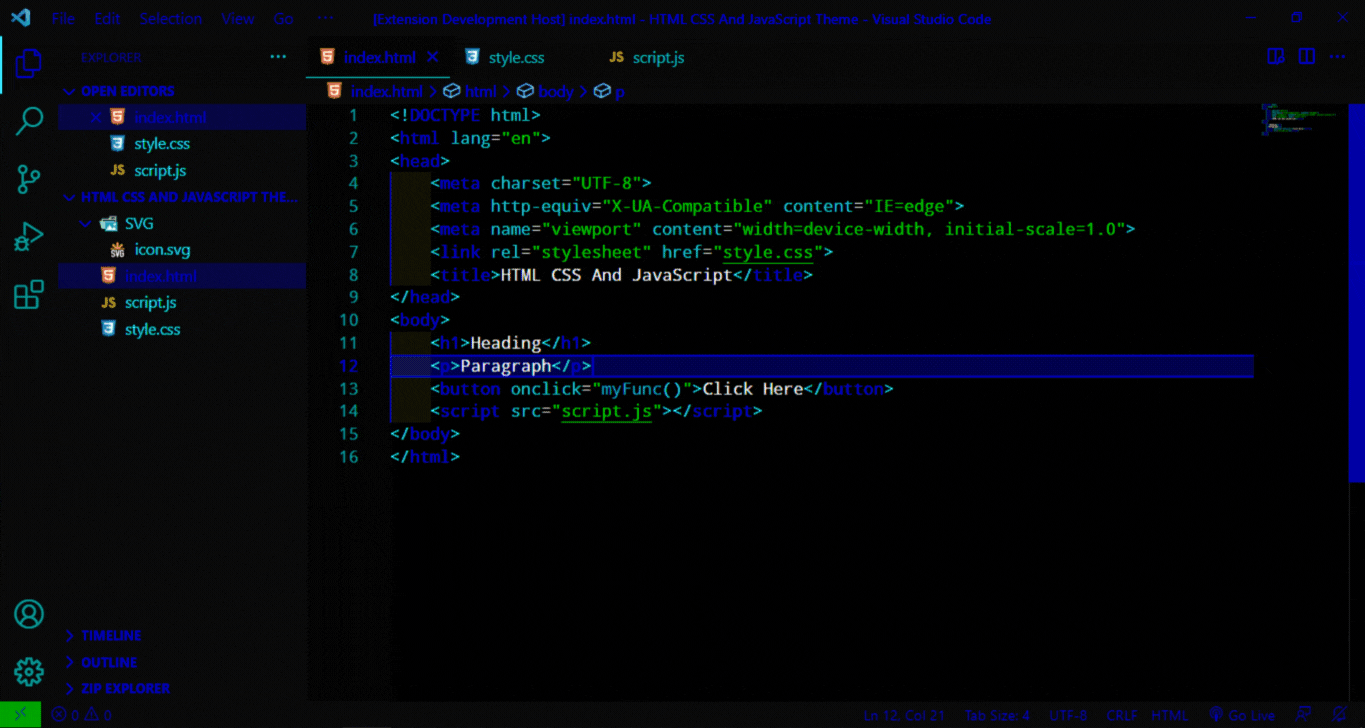 File Edit Selection View Go ··· [Extension Development Host] index.html - HTML CSS And JavaScript Theme - Visual Studio Code
EXPLORER ···
OPEN EDITORS
index.html
style.css
JS script.js
HTML CSS AND JAVASCRIPT THE...
SVG
SVG icon.svg
index.html
JS script.js
style.css
TIMELINE
OUTLINE
ZIP EXPLORER
index.html style.css JS script.js
index.html > html > body > p
1 <!DOCTYPE html>
2 <html lang="en">
3 <head>
4 <meta charset="UTF-8">
5 <meta http-equiv="X-UA-Compatible" content="IE=edge">
6 <meta name="viewport" content="width=device-width, initial-scale=1.0">
7 <link rel="stylesheet" href="style.css">
8 <title>HTML CSS And JavaScript</title>
9 </head>
10 <body>
11 <h1>Heading</h1>
12 <p>Paragraph</p>
13 <button onclick="myFunc()">Click Here</button>
14 <script src="script.js"></script>
15 </body>
16 </html>
0 0 Ln 12, Col 21 Tab Size: 4 UTF-8 CRLF HTML Go Live